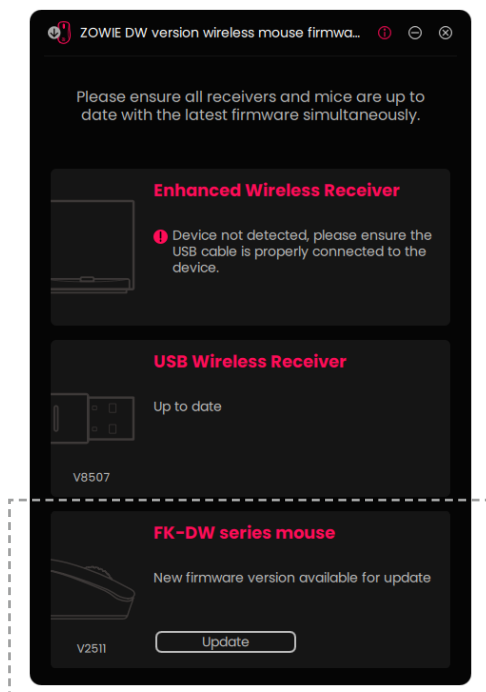 ZOWIE DW version wireless mouse firmwa...
Please ensure all receivers and mice are up to
date with the latest firmware simultaneously.
Enhanced Wireless Receiver
Device not detected, please ensure the
USB cable is properly connected to the
device.
USB Wireless Receiver
Up to date
V8507
FK-DW series mouse
New firmware version available for update
V2511
Update